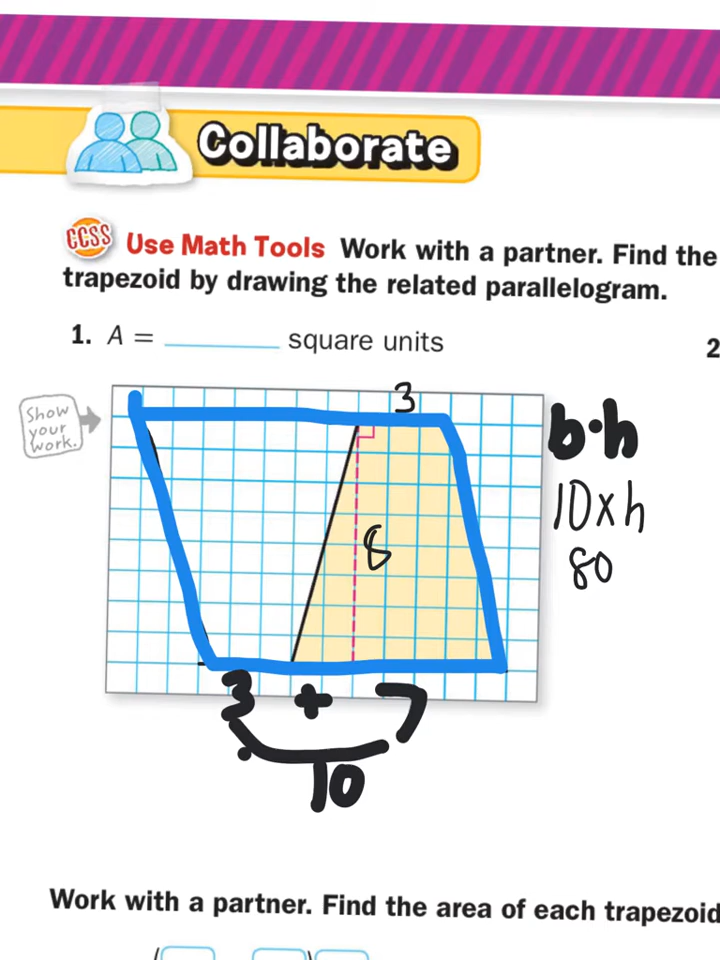 Collaborate
CCSS Use Math Tools Work with a partner. Find the
trapezoid by drawing the related parallelogram.
1. A = ________ square units
2
Show
your
work.
3
b·h
10xh
80
8
3 + 7
10
Work with a partner. Find the area of each trapezoid